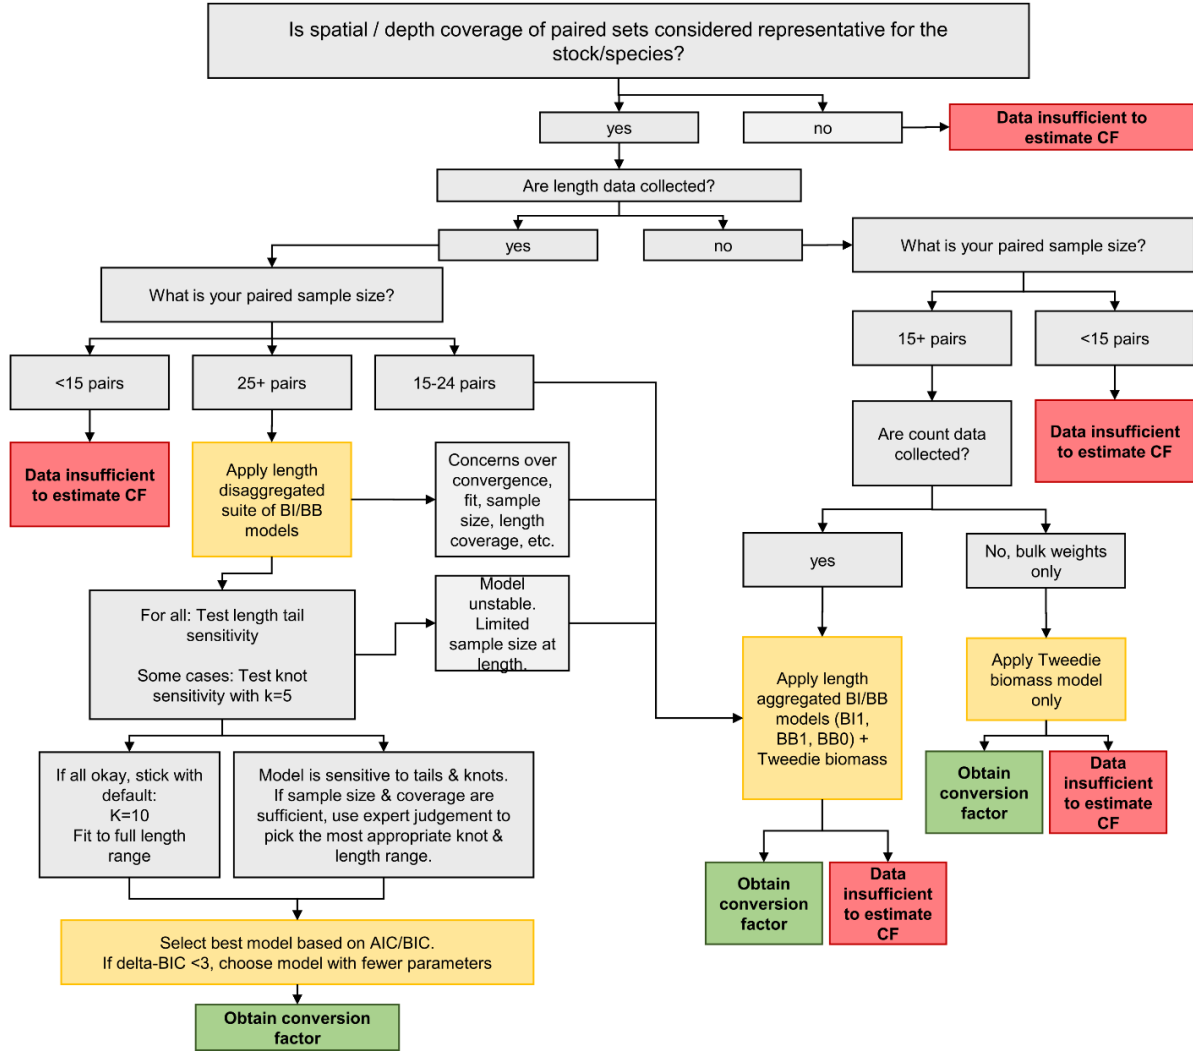 Is spatial / depth coverage of paired sets considered representative for the
stock/species?
yes
no
Data insufficient to
estimate CF
Are length data collected?
yes
no
What is your paired sample size?
What is your paired sample size?
15+ pairs
<15 pairs
<15 pairs
25+ pairs
15-24 pairs
Are count data
collected?
Data insufficient
to estimate CF
Data insufficient
to estimate CF
Apply length
disaggregated
suite of BI/BB
models
Concerns over
convergence,
fit, sample
size, length
coverage, etc.
yes
No, bulk weights
only
For all: Test length tail
sensitivity
Some cases: Test knot
sensitivity with k=5
Model
unstable.
Limited
sample size at
length.
Apply length
aggregated BI/BB
models (BI1,
BB1, BB0) +
Tweedie biomass
Apply Tweedie
biomass model
only
If all okay, stick with
default:
K=10
Fit to full length
range
Model is sensitive to tails & knots.
If sample size & coverage are
sufficient, use expert judgement to
pick the most appropriate knot &
length range.
Obtain
conversion
factor
Data
insufficient
to estimate
CF
Obtain
conversion
factor
Data
insufficient
to estimate
CF
Select best model based on AIC/BIC.
If delta-BIC <3, choose model with fewer parameters
Obtain conversion
factor